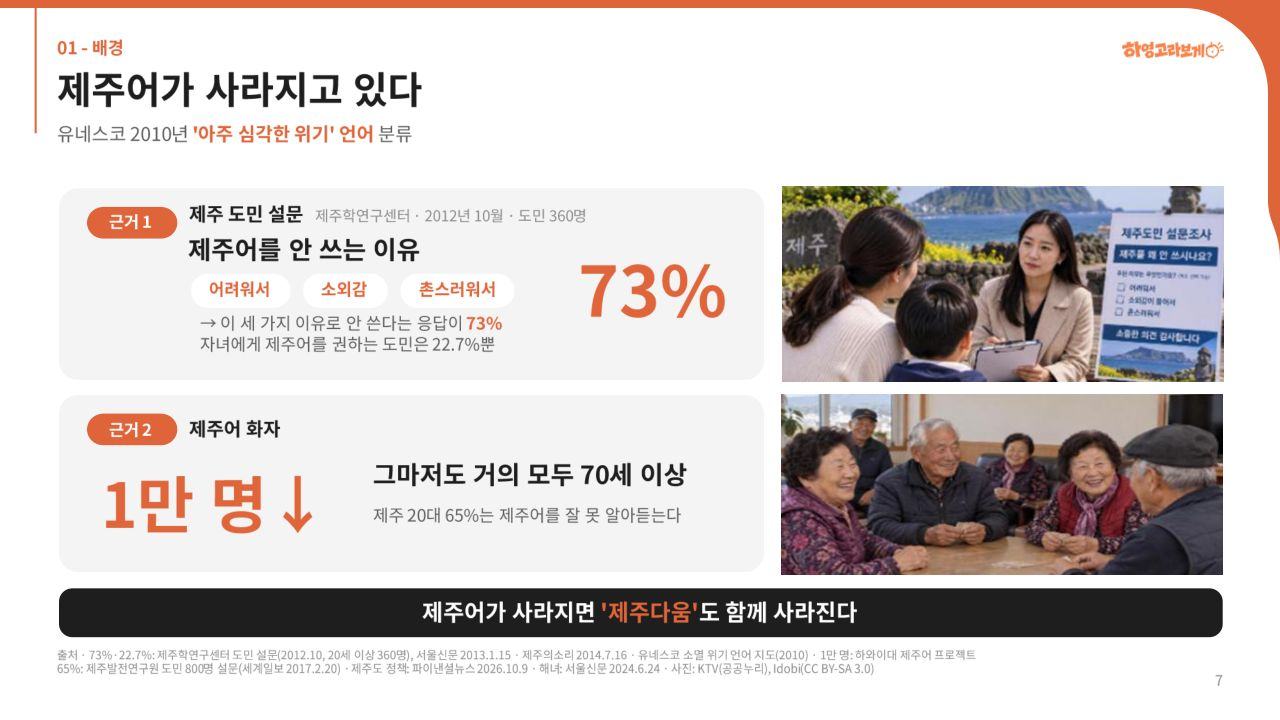 01 - 배경
하영고라보게
제주어가 사라지고 있다
유네스코 2010년 '아주 심각한 위기' 언어 분류
근거 1
제주 도민 설문 제주학연구센터 · 2012년 10월 · 도민 360명
제주어를 안 쓰는 이유
어려워서 소외감 촌스러워서
→ 이 세 가지 이유로 안 쓴다는 응답이 73%
자녀에게 제주어를 권하는 도민은 22.7%뿐
73%
제주
제주도민 설문조사
제주를 왜 안 쓰시나요?
어려워서
소외감이 들어서
촌스러워서
소중한 의견 감사합니다
근거 2
제주어 화자
1만 명↓
그마저도 거의 모두 70세 이상
제주 20대 65%는 제주어를 잘 못 알아듣는다
제주어가 사라지면 '제주다움'도 함께 사라진다
출처 · 73%·22.7%: 제주학연구센터 도민 설문(2012.10, 20세 이상 360명), 서울신문 2013.1.15 · 제주의소리 2014.7.16 · 유네스코 소멸 위기 언어 지도(2010) · 1만 명: 하와이대 제주어 프로젝트
65%: 제주발전연구원 도민 800명 설문(세계일보 2017.2.20) · 제주도 정책: 파이낸셜뉴스 2026.10.9 · 해녀: 서울신문 2024.6.24 · 사진: KTV(공공누리), Idobi(CC BY-SA 3.0)
7